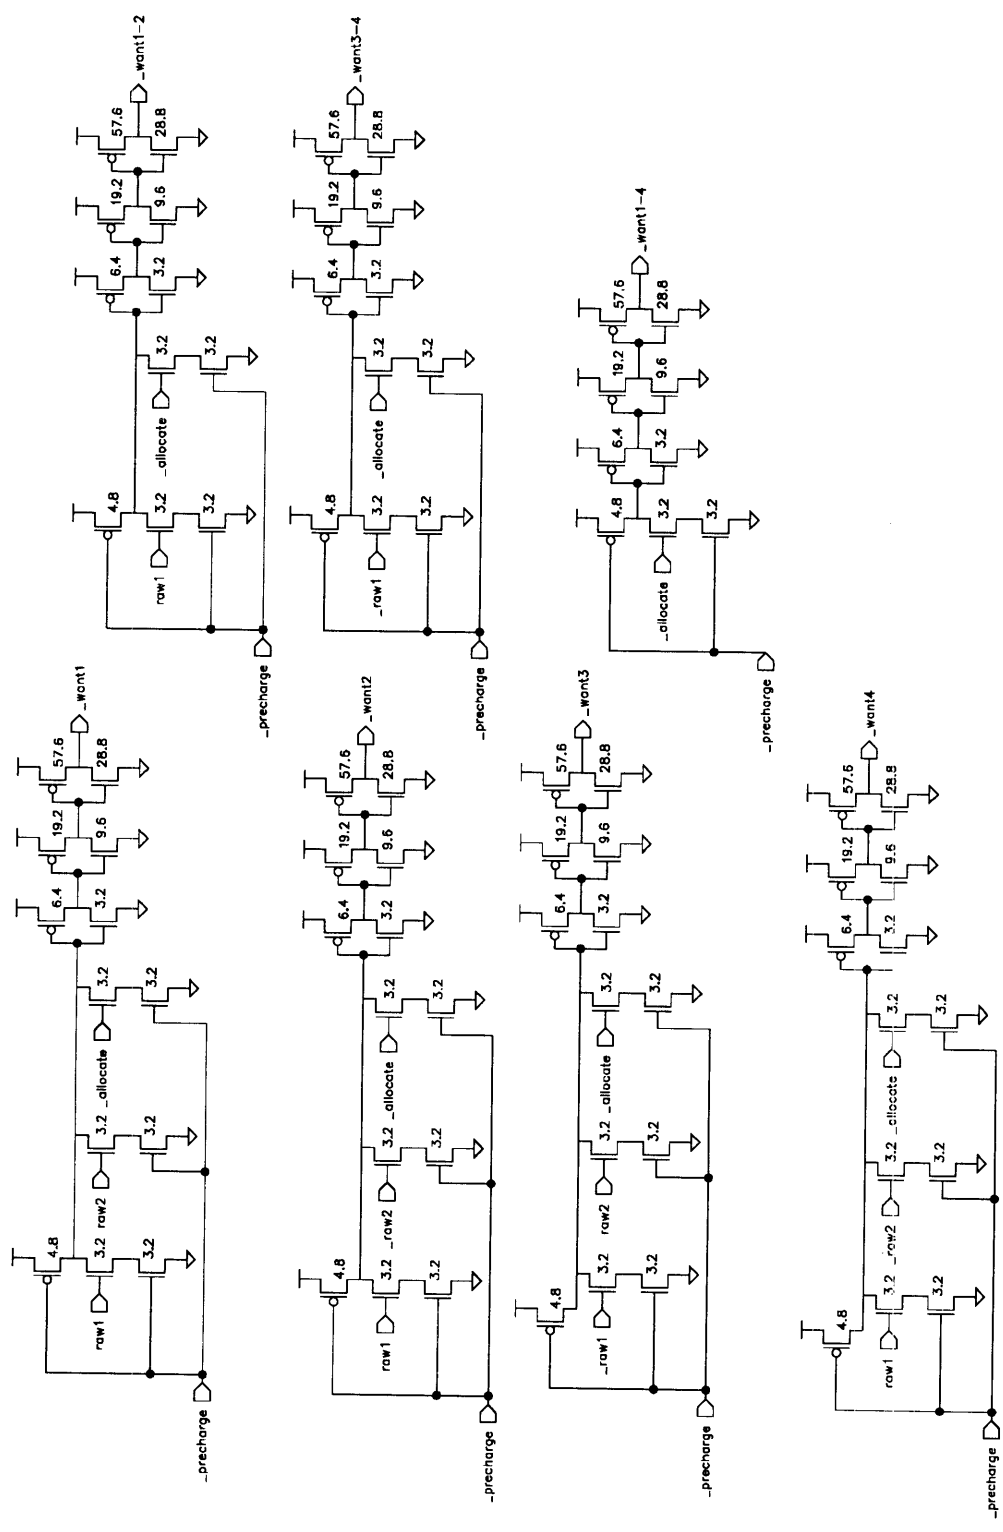 _want1-2
57.6
28.8
19.2
9.6
6.4
3.2
3.2
3.2
_allocate
4.8
3.2
3.2
raw1
_precharge
_want3-4
57.6
28.8
19.2
9.6
6.4
3.2
3.2
3.2
_allocate
4.8
3.2
3.2
_raw1
_precharge
_want1-4
57.6
28.8
19.2
9.6
6.4
3.2
4.8
3.2
3.2
_allocate
_precharge
_want1
57.6
28.8
19.2
9.6
6.4
3.2
3.2
3.2
_allocate
3.2
3.2
raw2
4.8
3.2
3.2
raw1
_precharge
_want2
57.6
28.8
19.2
9.6
6.4
3.2
3.2
3.2
_allocate
3.2
3.2
_raw2
4.8
3.2
3.2
raw1
_precharge
_want3
57.6
28.8
19.2
9.6
6.4
3.2
3.2
3.2
_allocate
3.2
3.2
raw2
4.8
3.2
3.2
_raw1
_precharge
_want4
57.6
28.8
19.2
9.6
6.4
3.2
3.2
3.2
_allocate
3.2
3.2
_raw2
4.8
3.2
3.2
raw1
_precharge